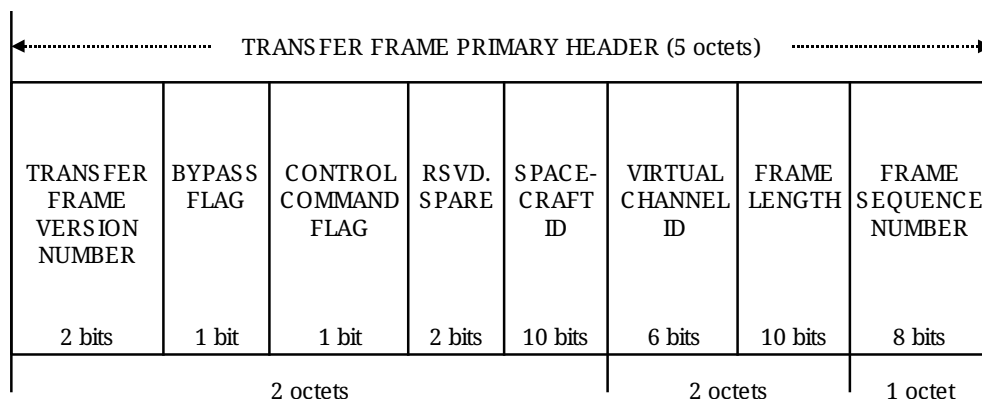 TRANSFER FRAME PRIMARY HEADER (5 octets)
TRANSFER
FRAME
VERSION
NUMBER
2 bits
BYPASS
FLAG
1 bit
CONTROL
COMMAND
FLAG
1 bit
RSVD.
SPARE
2 bits
SPACE-
CRAFT
ID
10 bits
VIRTUAL
CHANNEL
ID
6 bits
FRAME
LENGTH
10 bits
FRAME
SEQUENCE
NUMBER
8 bits
2 octets
2 octets
1 octet